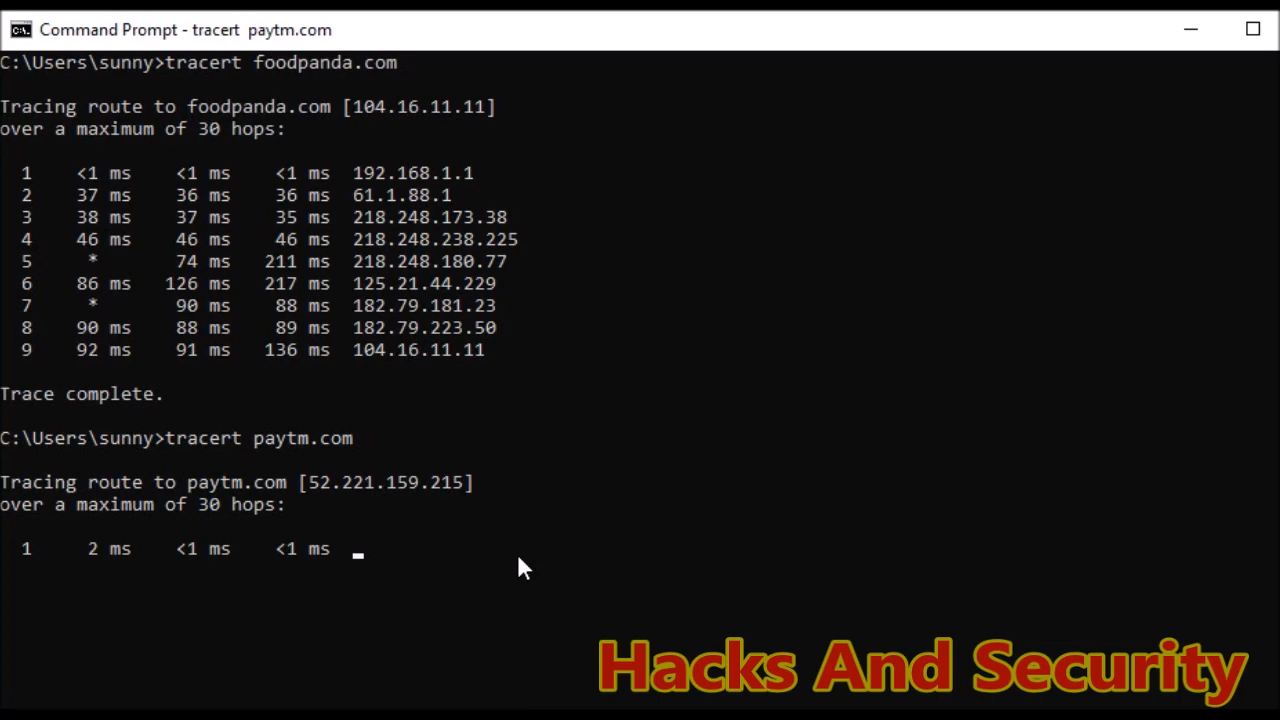 Command Prompt - tracert  paytm.com
C:\Users\sunny>tracert foodpanda.com
Tracing route to foodpanda.com [104.16.11.11]
over a maximum of 30 hops:
  1    <1 ms    <1 ms    <1 ms  192.168.1.1
  2    37 ms    36 ms    36 ms  61.1.88.1
  3    38 ms    37 ms    35 ms  218.248.173.38
  4    46 ms    46 ms    46 ms  218.248.238.225
  5     *       74 ms   211 ms  218.248.180.77
  6    86 ms   126 ms   217 ms  125.21.44.229
  7     *       90 ms    88 ms  182.79.181.23
  8    90 ms    88 ms    89 ms  182.79.223.50
  9    92 ms    91 ms   136 ms  104.16.11.11
Trace complete.
C:\Users\sunny>tracert paytm.com
Tracing route to paytm.com [52.221.159.215]
over a maximum of 30 hops:
  1     2 ms    <1 ms    <1 ms
Hacks And Security